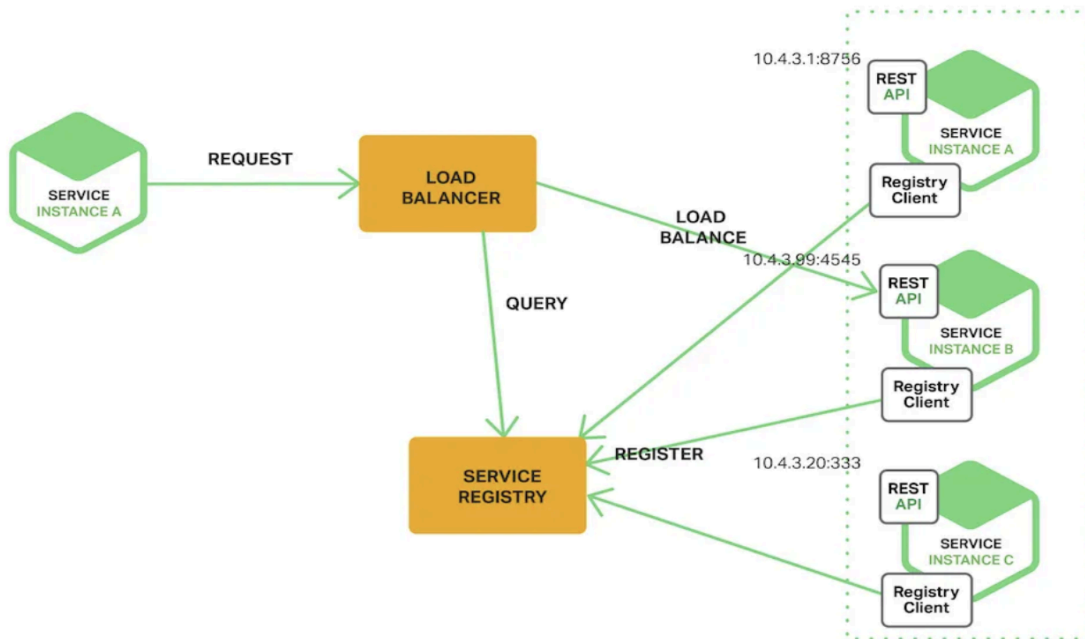 SERVICE
INSTANCE A
REQUEST
LOAD
BALANCER
LOAD
BALANCE
QUERY
SERVICE
REGISTRY
REGISTER
10.4.3.1:8756
REST
API
SERVICE
INSTANCE A
Registry
Client
10.4.3.99:4545
REST
API
SERVICE
INSTANCE B
Registry
Client
10.4.3.20:333
REST
API
SERVICE
INSTANCE C
Registry
Client